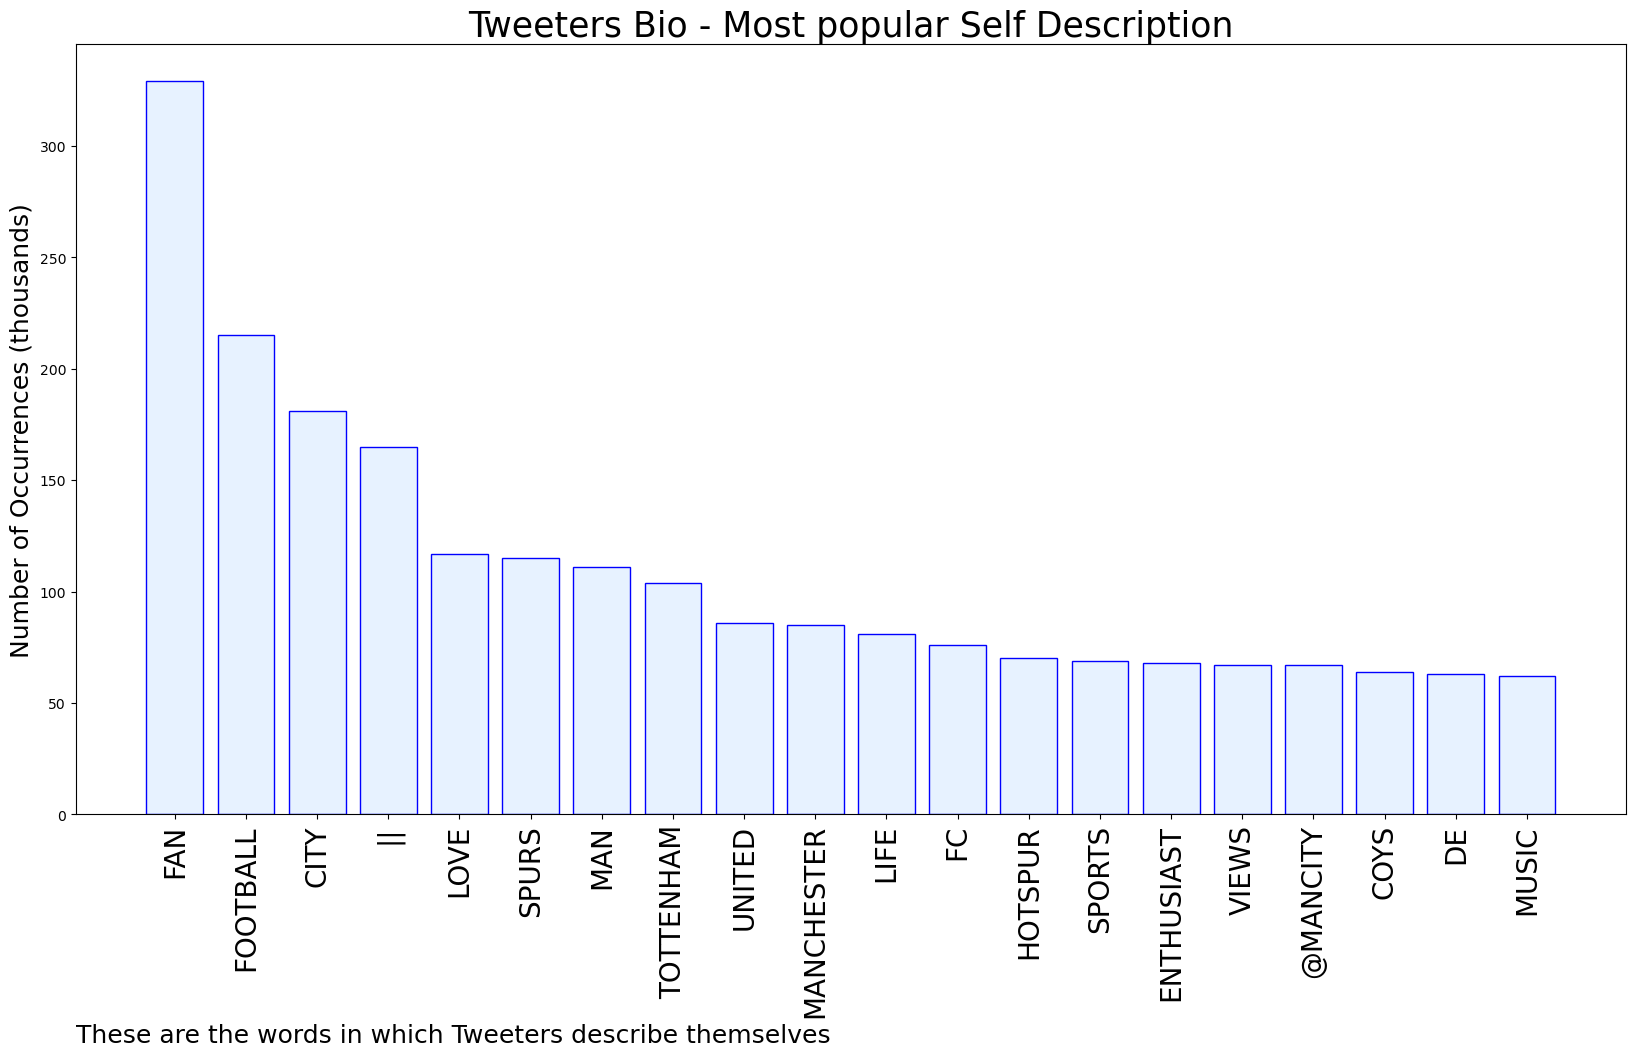 Tweeters Bio - Most popular Self Description
Number of Occurrences (thousands)
300
250
200
150
100
50
0
FAN
FOOTBALL
CITY
||
LOVE
SPURS
MAN
TOTTENHAM
UNITED
MANCHESTER
LIFE
FC
HOTSPUR
SPORTS
ENTHUSIAST
VIEWS
@MANCITY
COYS
DE
MUSIC
These are the words in which Tweeters describe themselves